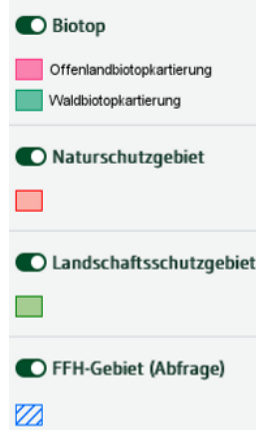 Biotop
Offenlandbiotopkartierung
Waldbiotopkartierung
Naturschutzgebiet
Landschaftsschutzgebiet
FFH-Gebiet (Abfrage)